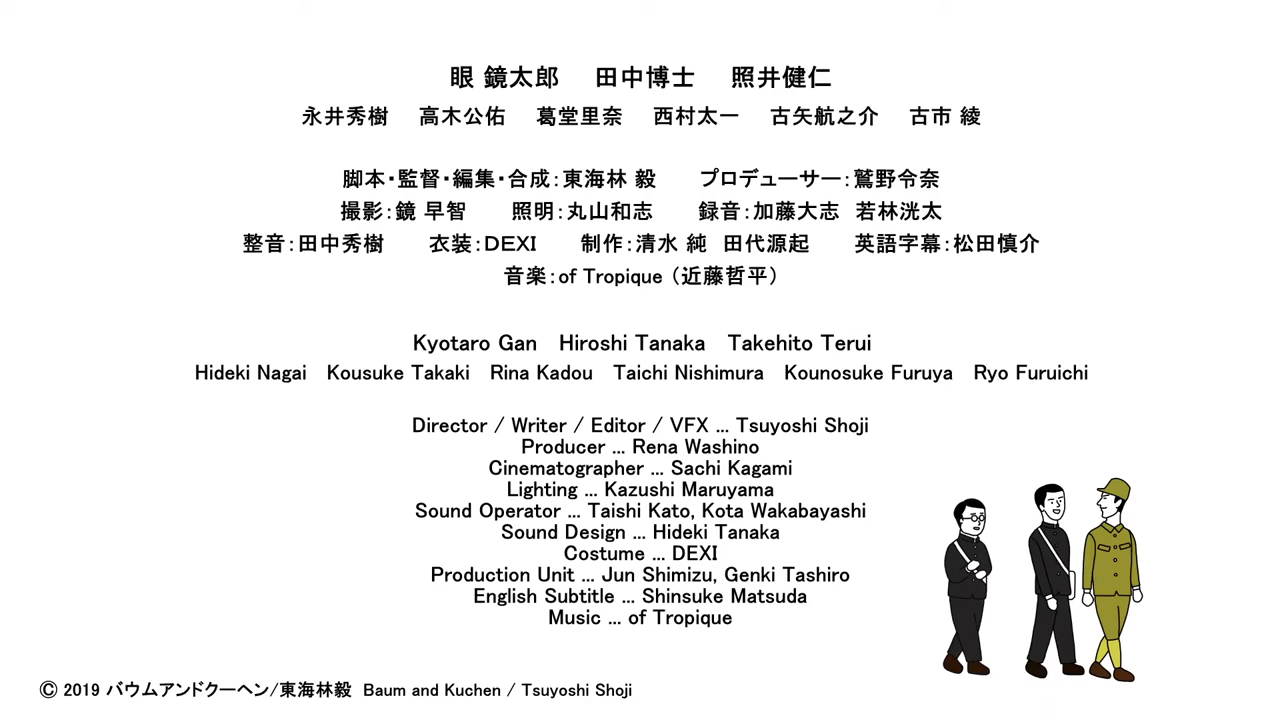 眼 鏡太郎 田中博士 照井健仁
永井秀樹 高木公佑 葛堂里奈 西村太一 古矢航之介 古市 綾
脚本・監督・編集・合成：東海林 毅 プロデューサー：鷲野令奈
撮影：鏡 早智 照明：丸山和志 録音：加藤大志 若林洸太
整音：田中秀樹 衣装：DEXI 制作：清水 純 田代源起 英語字幕：松田慎介
音楽：of Tropique（近藤哲平）
Kyotaro Gan Hiroshi Tanaka Takehito Terui
Hideki Nagai Kousuke Takaki Rina Kadou Taichi Nishimura Kounosuke Furuya Ryo Furuichi
Director / Writer / Editor / VFX ... Tsuyoshi Shoji
Producer ... Rena Washino
Cinematographer ... Sachi Kagami
Lighting ... Kazushi Maruyama
Sound Operator ... Taishi Kato, Kota Wakabayashi
Sound Design ... Hideki Tanaka
Costume ... DEXI
Production Unit ... Jun Shimizu, Genki Tashiro
English Subtitle ... Shinsuke Matsuda
Music ... of Tropique
© 2019 バウムアンドクーヘン/東海林毅 Baum and Kuchen / Tsuyoshi Shoji